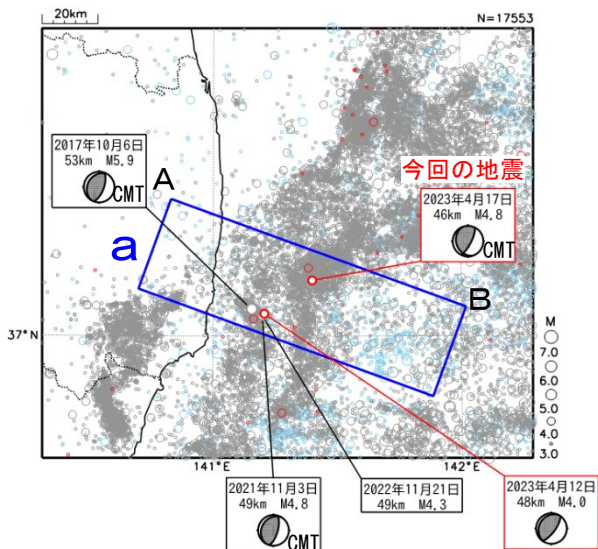 20km
N=17553
2017年10月6日
53km M5.9
CMT
A
今回の地震
2023年4月17日
46km M4.8
CMT
a
B
37°N
M
7.0
6.0
5.0
4.0
3.0
141°E
142°E
2021年11月3日
49km M4.8
CMT
2022年11月21日
49km M4.3
2023年4月12日
48km M4.0